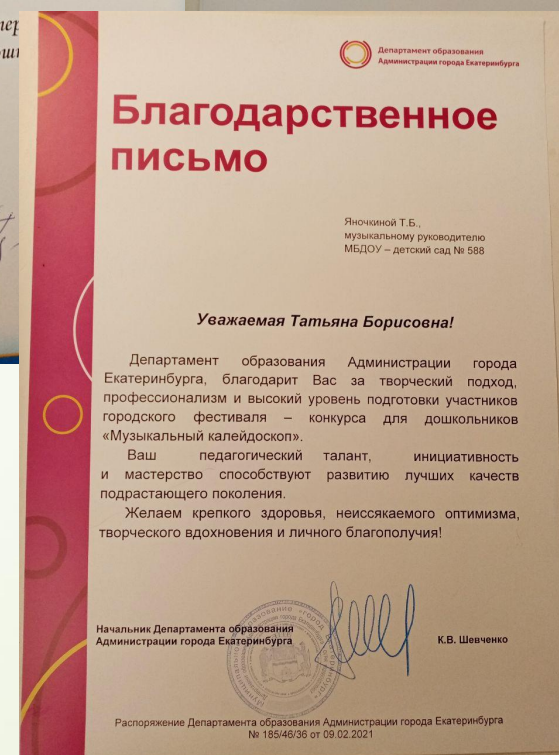 Департамент образования
Администрации города Екатеринбурга
Благодарственное
письмо
Яночкиной Т.Б.,
музыкальному руководителю
МБДОУ – детский сад № 588
Уважаемая Татьяна Борисовна!
Департамент образования Администрации города
Екатеринбурга, благодарит Вас за творческий подход,
профессионализм и высокий уровень подготовки участников
городского фестиваля – конкурса для дошкольников
«Музыкальный калейдоскоп».
Ваш педагогический талант, инициативность
и мастерство способствуют развитию лучших качеств
подрастающего поколения.
Желаем крепкого здоровья, неиссякаемого оптимизма,
творческого вдохновения и личного благополучия!
Начальник Департамента образования
Администрации города Екатеринбурга
К.В. Шевченко
Распоряжение Департамента образования Администрации города Екатеринбурга
№ 185/46/36 от 09.02.2021